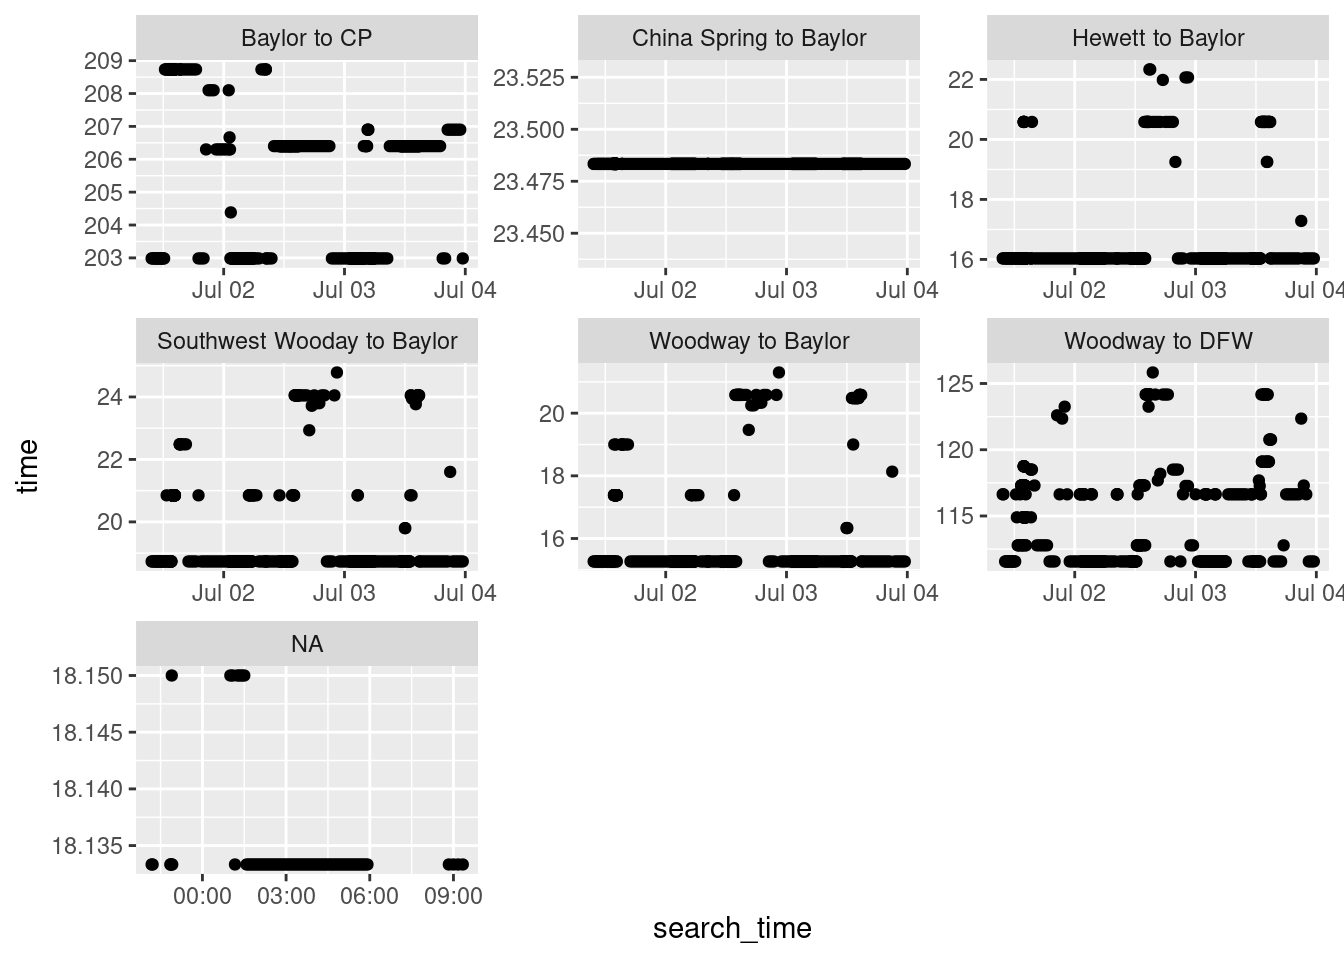 Baylor to CP
China Spring to Baylor
Hewett to Baylor
209
208
207
206
205
204
203
23.525
23.500
23.475
23.450
22
20
18
16
Jul 02 Jul 03 Jul 04
Jul 02 Jul 03 Jul 04
Jul 02 Jul 03 Jul 04
Southwest Wooday to Baylor
Woodway to Baylor
Woodway to DFW
24
22
20
20
18
16
125
120
115
Jul 02 Jul 03 Jul 04
Jul 02 Jul 03 Jul 04
Jul 02 Jul 03 Jul 04
time
NA
18.150
18.145
18.140
18.135
00:00 03:00 06:00 09:00
search_time